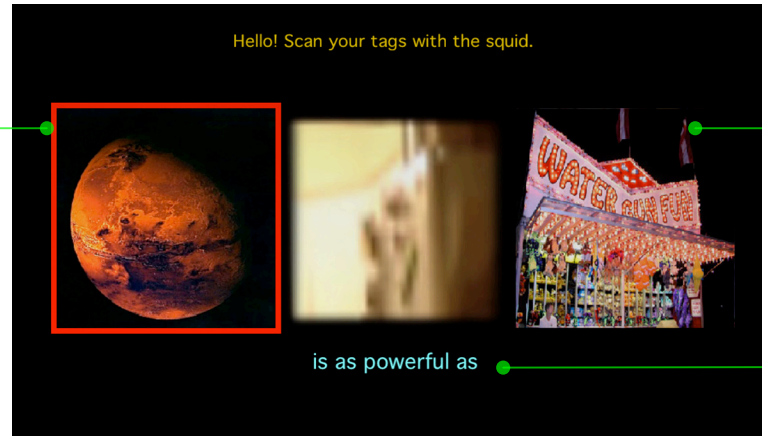 Hello! Scan your tags with the squid.
WATER GUN FUN
is as powerful as